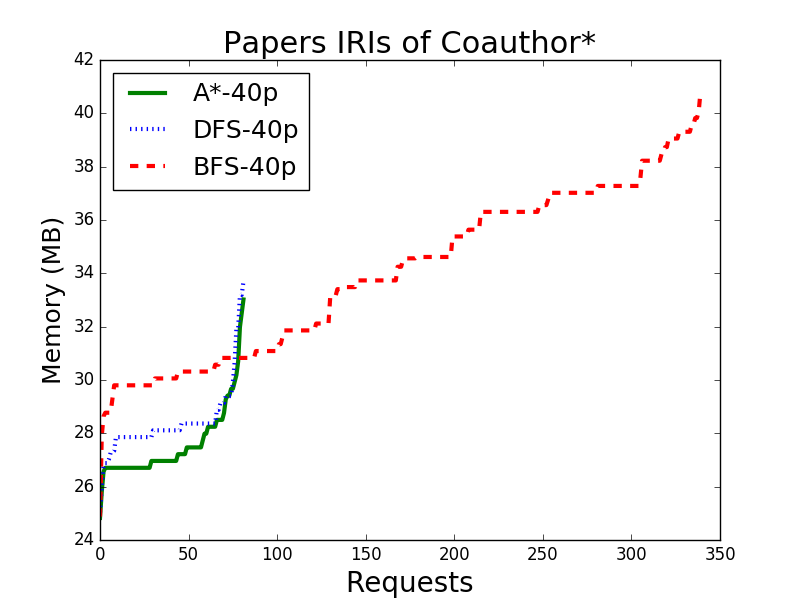 Papers IRIs of Coauthor*
A*-40p
DFS-40p
BFS-40p
Memory (MB)
42
40
38
36
34
32
30
28
26
24
0 50 100 150 200 250 300 350
Requests